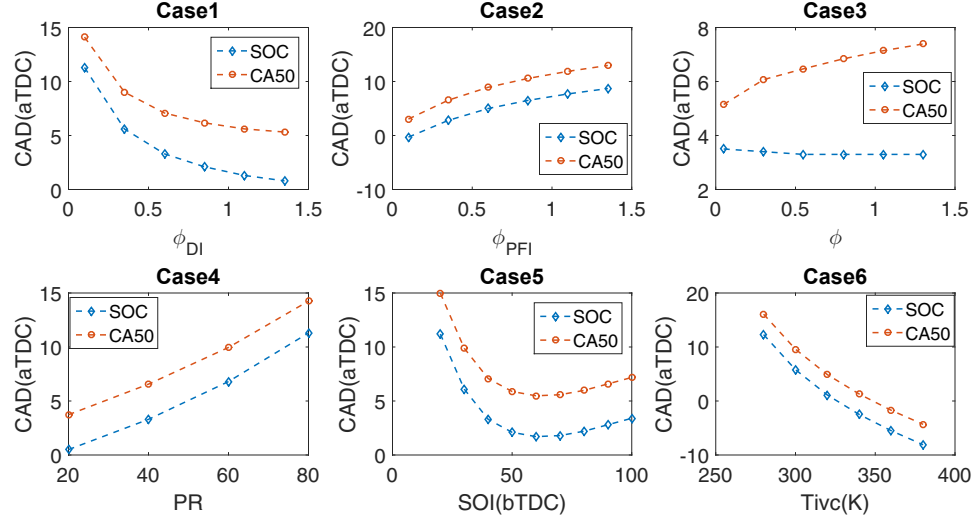 Case1
Case2
Case3
15
10
5
0
CAD(aTDC)
SOC
CA50
0
0.5
1
1.5
ϕDI
20
10
0
-10
CAD(aTDC)
SOC
CA50
0
0.5
1
1.5
ϕPFI
8
6
4
2
CAD(aTDC)
SOC
CA50
0
0.5
1
1.5
ϕ
Case4
Case5
Case6
15
10
5
0
CAD(aTDC)
SOC
CA50
20
40
60
80
PR
15
10
5
0
CAD(aTDC)
SOC
CA50
0
50
100
SOI(bTDC)
20
10
0
-10
CAD(aTDC)
SOC
CA50
250
300
350
400
Tivc(K)